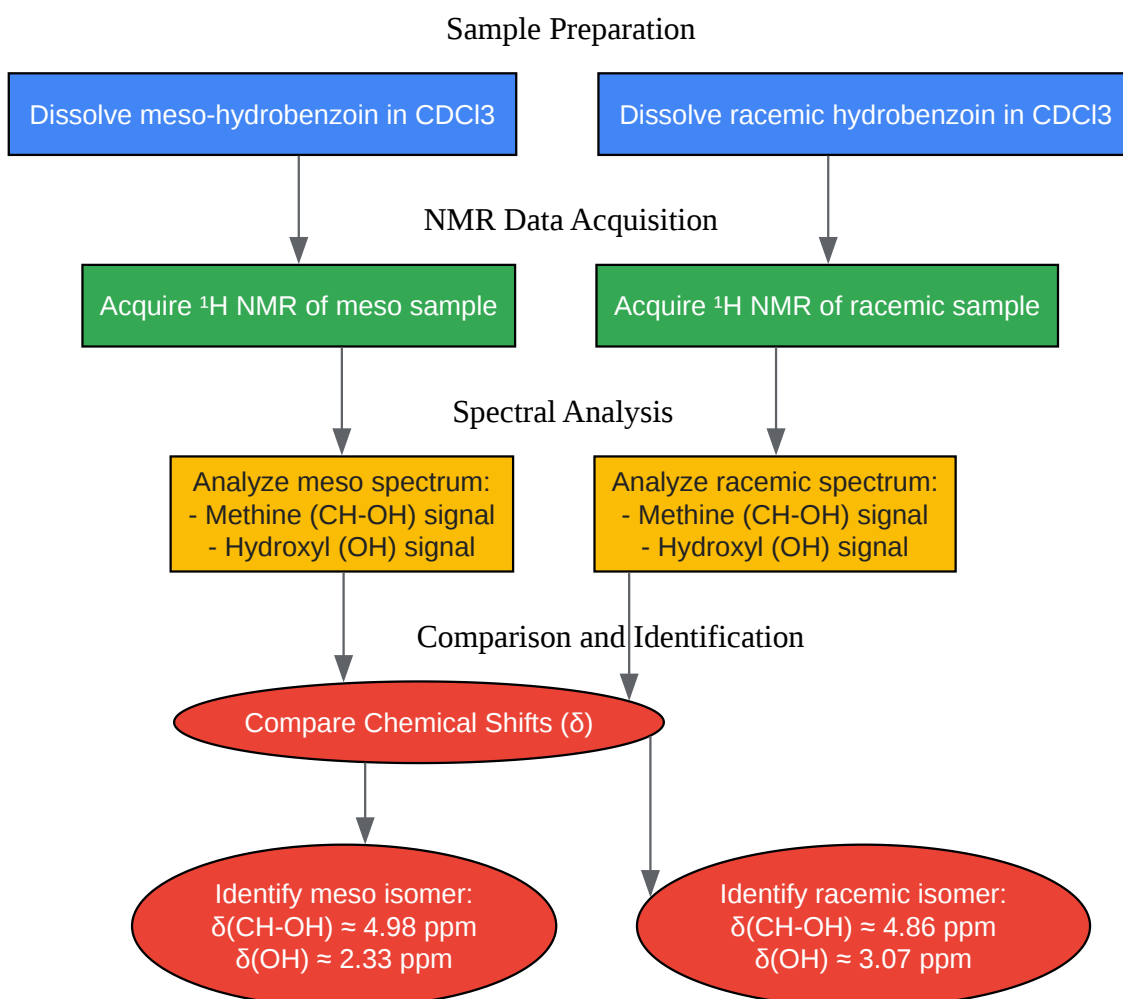 Sample Preparation
Dissolve meso-hydrobenzoin in CDCl3
Dissolve racemic hydrobenzoin in CDCl3
NMR Data Acquisition
Acquire ¹H NMR of meso sample
Acquire ¹H NMR of racemic sample
Spectral Analysis
Analyze meso spectrum:
- Methine (CH-OH) signal
- Hydroxyl (OH) signal
Analyze racemic spectrum:
- Methine (CH-OH) signal
- Hydroxyl (OH) signal
Comparison and Identification
Compare Chemical Shifts (δ)
Identify meso isomer:
δ(CH-OH) ≈ 4.98 ppm
δ(OH) ≈ 2.33 ppm
Identify racemic isomer:
δ(CH-OH) ≈ 4.86 ppm
δ(OH) ≈ 3.07 ppm